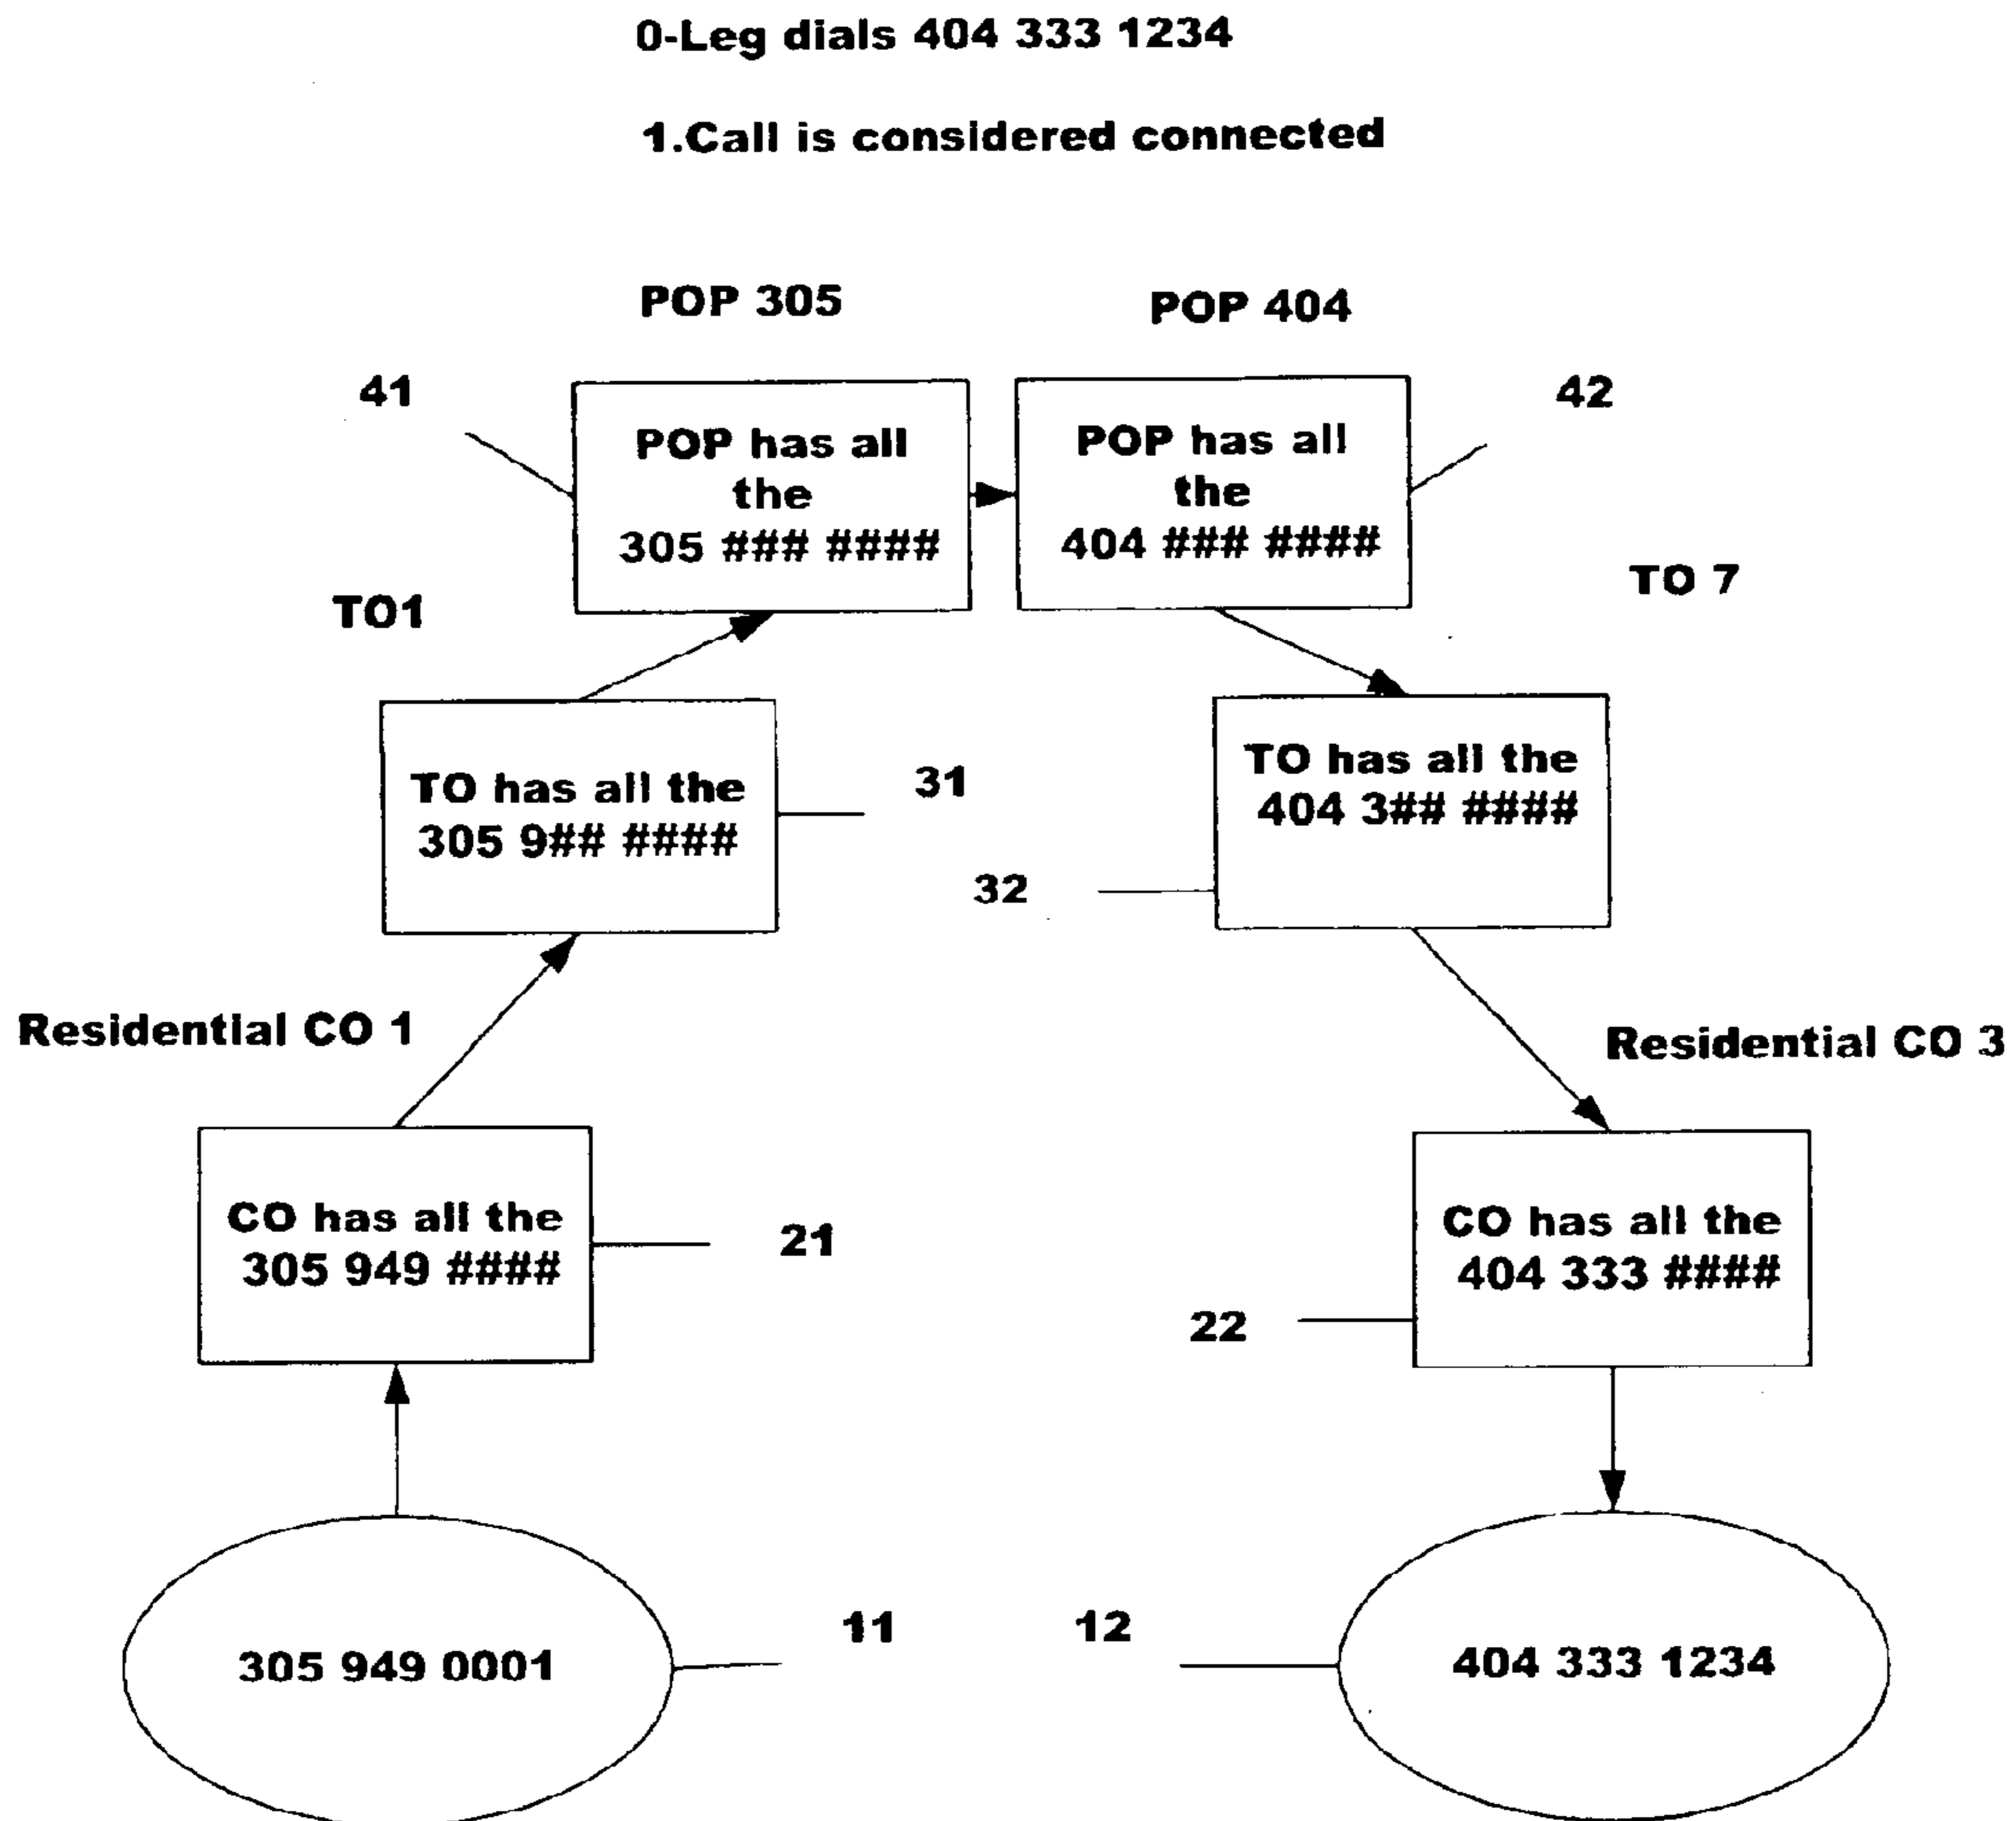 0-Leg dials 404 333 1234
1.Call is considered connected
POP 305
POP 404
41
42
POP has all
the
305 ### ####
POP has all
the
404 ### ####
TO1
TO 7
TO has all the
305 9## ####
31
TO has all the
404 3## ####
32
Residential CO 1
Residential CO 3
CO has all the
305 949 ####
21
CO has all the
404 333 ####
22
305 949 0001
11
12
404 333 1234